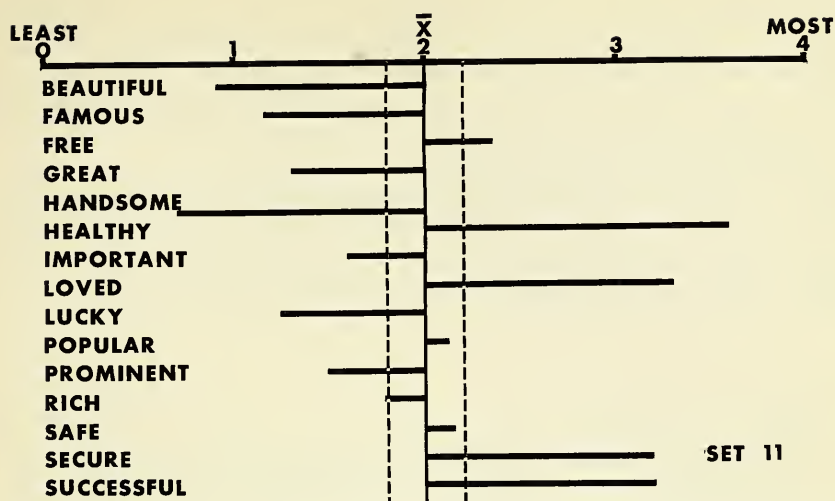 LEAST X̄ MOST
0 1 2 3 4
BEAUTIFUL
FAMOUS
FREE
GREAT
HANDSOME
HEALTHY
IMPORTANT
LOVED
LUCKY
POPULAR
PROMINENT
RICH
SAFE
SECURE SET 11
SUCCESSFUL